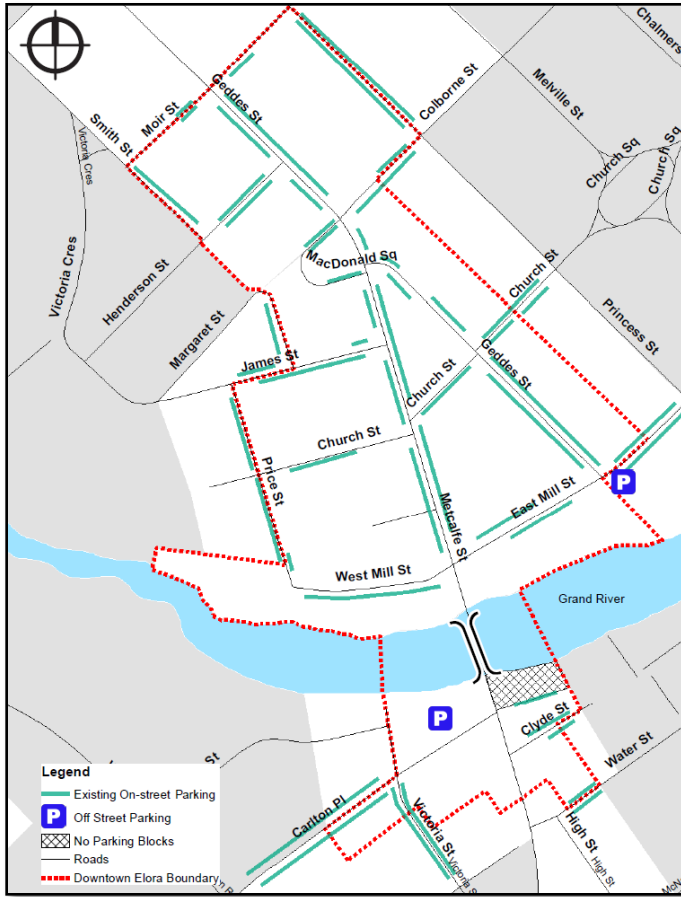 Chalmers
Colborne St
Melville St
Geddes St
Moir St
Smith St
Victoria Cres
Church Sq
Church Sq
Victoria Cres
MacDonald Sq
Henderson St
Church St
Princess St
Margaret St
James St
Geddes St
Church St
Church St
Price St
Metcalfe St
East Mill St
P
West Mill St
Grand River
P
Clyde St
Water St
St
Carlton Pl
Victoria St
Victoria S
High St
High St
McN
Legend
Existing On-street Parking
P Off Street Parking
No Parking Blocks
Roads
Downtown Elora Boundary